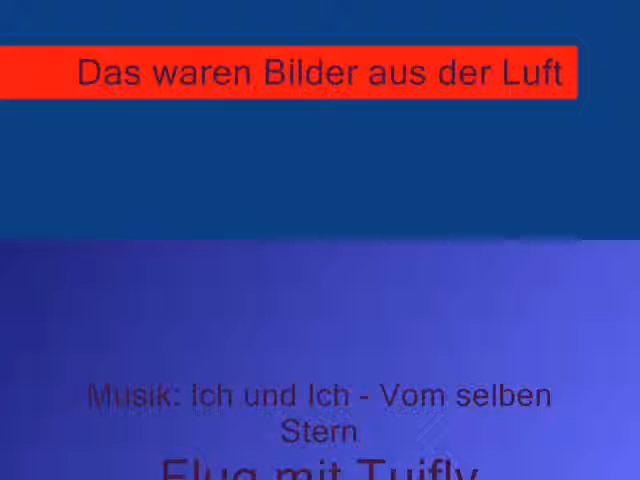 Das waren Bilder aus der Luft
Musik: Ich und Ich - Vom selben
Stern
Flug mit Tuifly